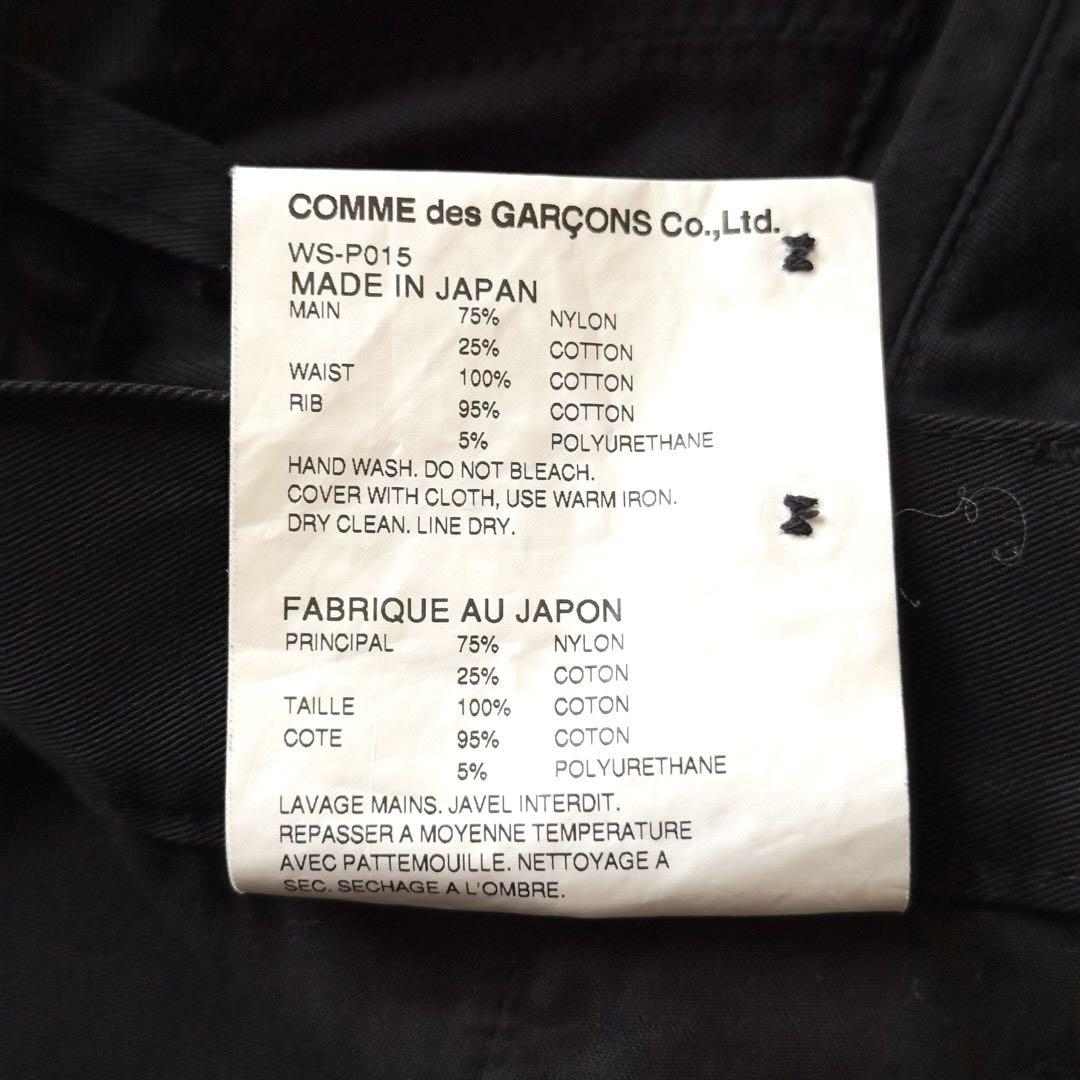 COMME des GARÇONS Co.,Ltd.
WS-P015
MADE IN JAPAN
MAIN 75% NYLON
25% COTTON
WAIST 100% COTTON
RIB 95% COTTON
5% POLYURETHANE
HAND WASH. DO NOT BLEACH.
COVER WITH CLOTH, USE WARM IRON.
DRY CLEAN. LINE DRY.
FABRIQUE AU JAPON
PRINCIPAL 75% NYLON
25% COTON
TAILLE 100% COTON
COTE 95% COTON
5% POLYURETHANE
LAVAGE MAINS. JAVEL INTERDIT.
REPASSER A MOYENNE TEMPERATURE
AVEC PATTEMOUILLE. NETTOYAGE A
SEC. SECHAGE A L'OMBRE.